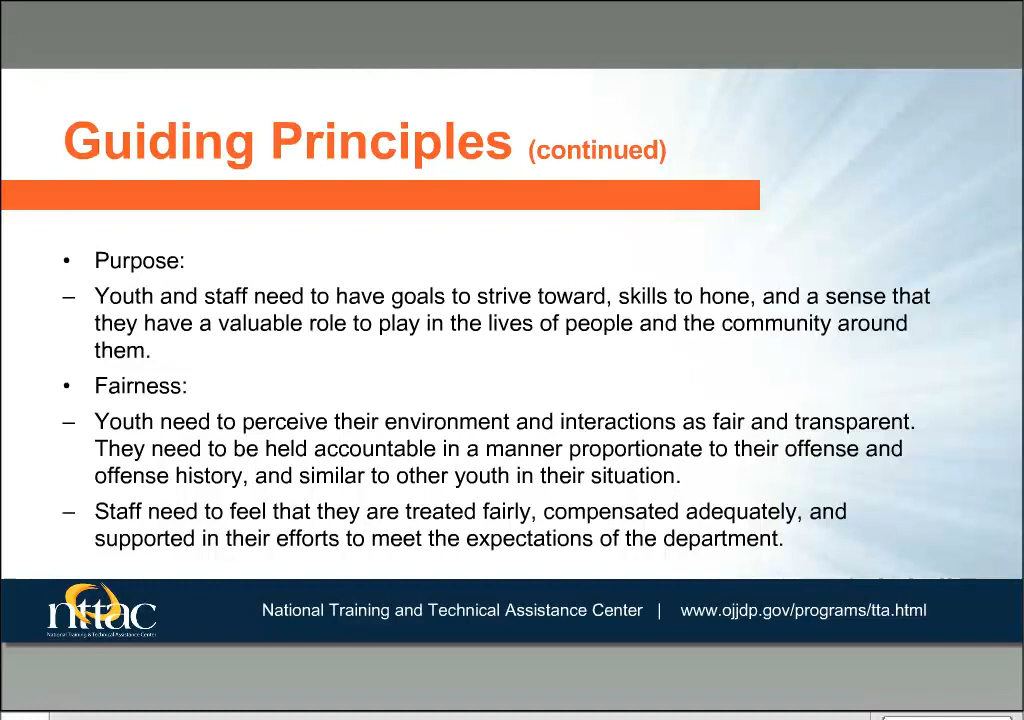 Guiding Principles (continued)
• Purpose:
– Youth and staff need to have goals to strive toward, skills to hone, and a sense that
they have a valuable role to play in the lives of people and the community around
them.
• Fairness:
– Youth need to perceive their environment and interactions as fair and transparent.
They need to be held accountable in a manner proportionate to their offense and
offense history, and similar to other youth in their situation.
– Staff need to feel that they are treated fairly, compensated adequately, and
supported in their efforts to meet the expectations of the department.
nttac
National Training & Technical Assistance Center
National Training and Technical Assistance Center | www.ojjdp.gov/programs/tta.html